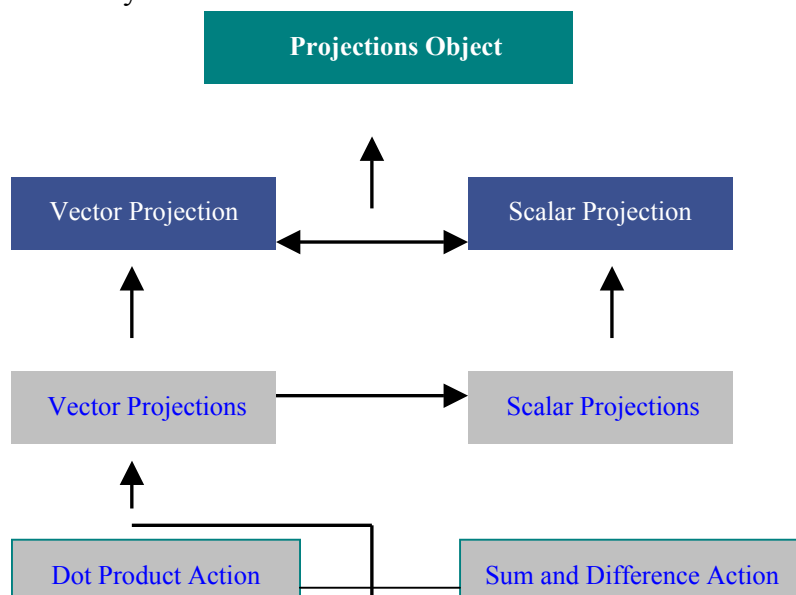 Projections Object
Vector Projection
Scalar Projection
Vector Projections
Scalar Projections
Dot Product Action
Sum and Difference Action